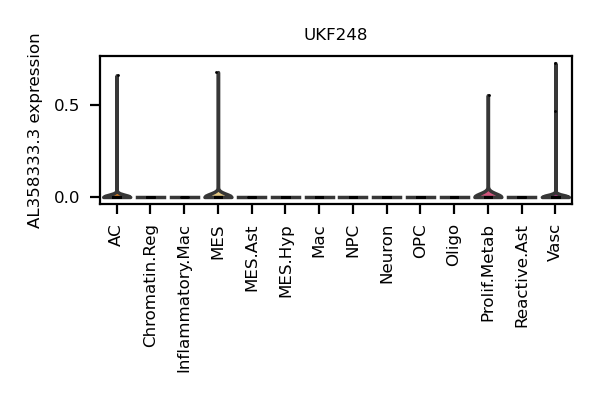 UKF248
AL358333.3 expression
0.5
0.0
AC
Chromatin.Reg
Inflammatory.Mac
MES
MES.Ast
MES.Hyp
Mac
NPC
Neuron
OPC
Oligo
Prolif.Metab
Reactive.Ast
Vasc